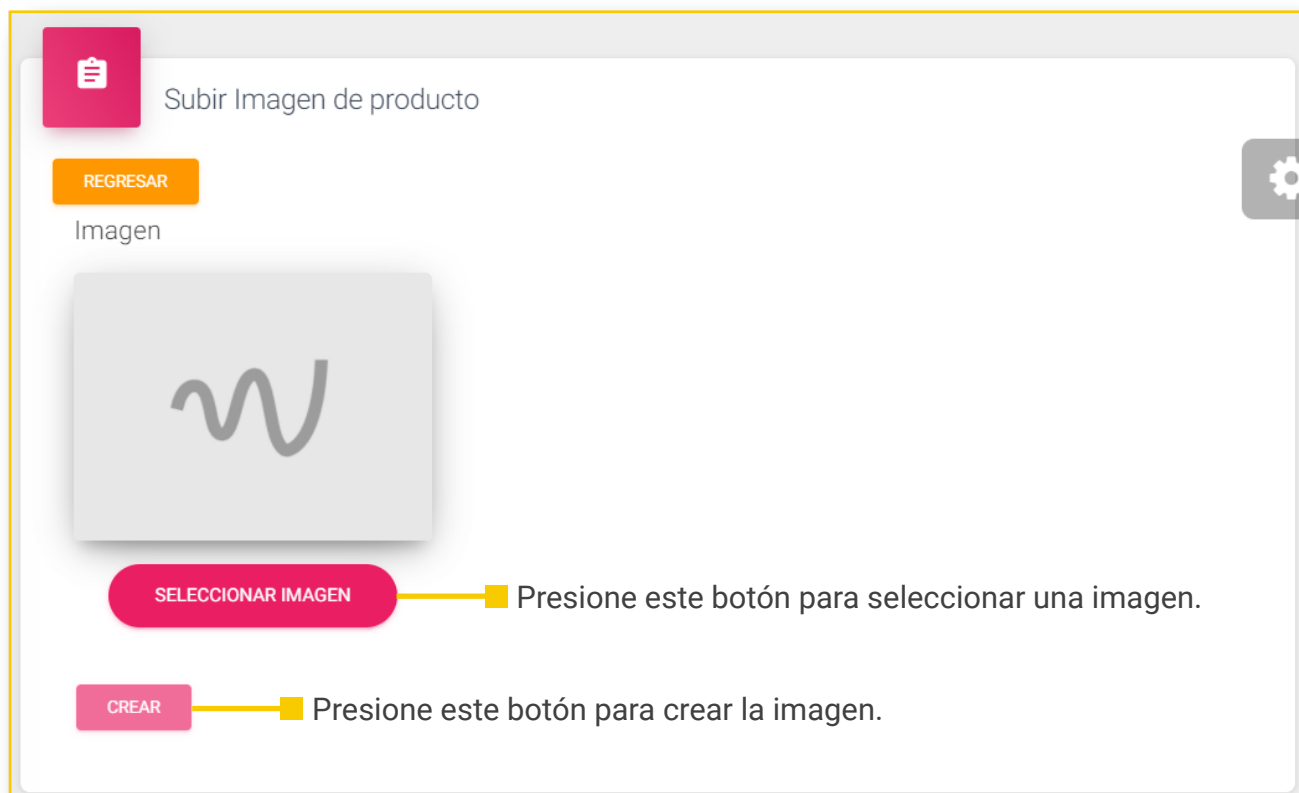 Subir Imagen de producto
REGRESAR
Imagen
SELECCIONAR IMAGEN
Presione este botón para seleccionar una imagen.
CREAR
Presione este botón para crear la imagen.